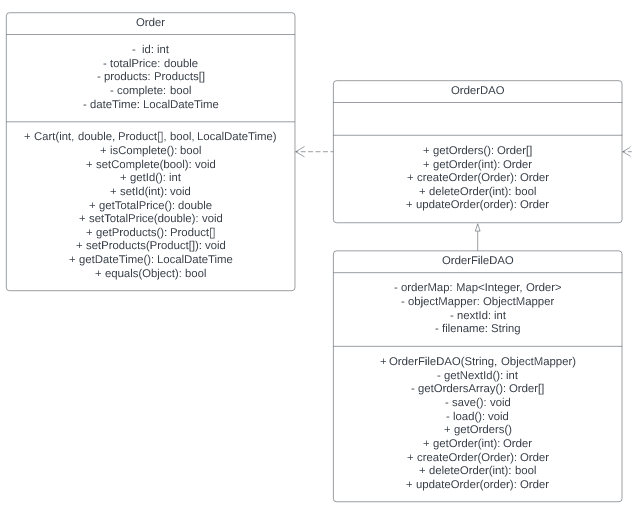 Order
- id: int
- totalPrice: double
- products: Products[]
- complete: bool
- dateTime: LocalDateTime
+ Cart(int, double, Product[], bool, LocalDateTime)
+ isComplete(): bool
+ setComplete(bool): void
+ getId(): int
+ setId(int): void
+ getTotalPrice(): double
+ setTotalPrice(double): void
+ getProducts(): Product[]
+ setProducts(Product[]): void
+ getDateTime(): LocalDateTime
+ equals(Object): bool
OrderDAO
+ getOrders(): Order[]
+ getOrder(int): Order
+ createOrder(Order): Order
+ deleteOrder(int): bool
+ updateOrder(order): Order
OrderFileDAO
- orderMap: Map<Integer, Order>
- objectMapper: ObjectMapper
- nextId: int
- filename: String
+ OrderFileDAO(String, ObjectMapper)
- getNextId(): int
- getOrdersArray(): Order[]
- save(): void
- load(): void
+ getOrders()
+ getOrder(int): Order
+ createOrder(Order): Order
+ deleteOrder(int): bool
+ updateOrder(order): Order